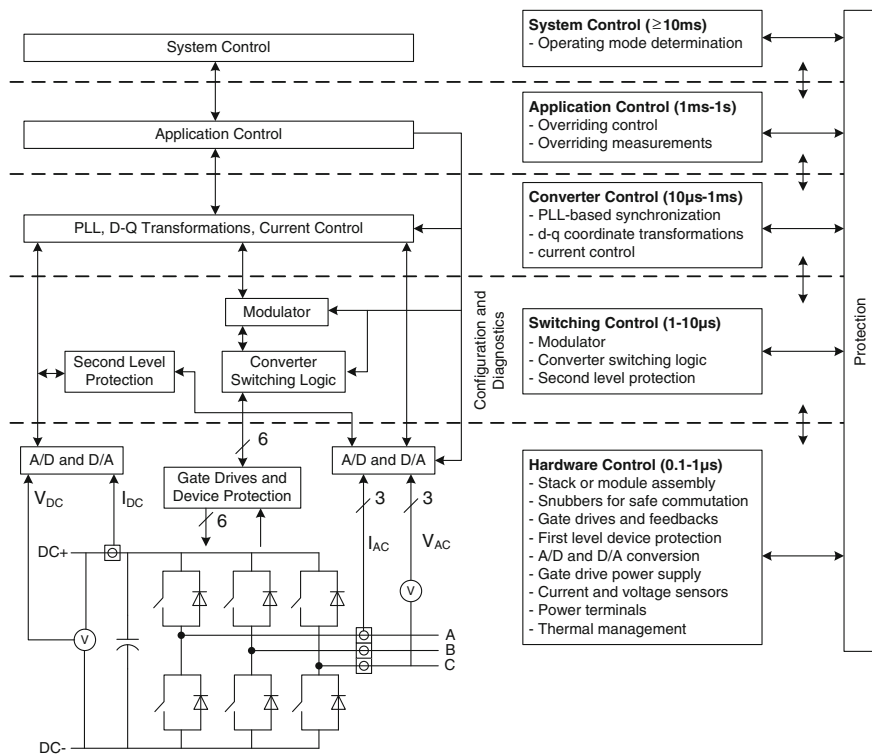 System Control
Application Control
PLL, D-Q Transformations, Current Control
Modulator
Second Level
Protection
Converter
Switching Logic
Configuration and
Diagnostics
6
A/D and D/A
Gate Drives and
Device Protection
A/D and D/A
V_DC
I_DC
6
3
3
I_AC
V_AC
DC+
V
V
A
B
C
DC-
System Control (≥10ms)
- Operating mode determination
Application Control (1ms-1s)
- Overriding control
- Overriding measurements
Converter Control (10μs-1ms)
- PLL-based synchronization
- d-q coordinate transformations
- current control
Switching Control (1-10μs)
- Modulator
- Converter switching logic
- Second level protection
Hardware Control (0.1-1μs)
- Stack or module assembly
- Snubbers for safe commutation
- Gate drives and feedbacks
- First level device protection
- A/D and D/A conversion
- Gate drive power supply
- Current and voltage sensors
- Power terminals
- Thermal management
Protection